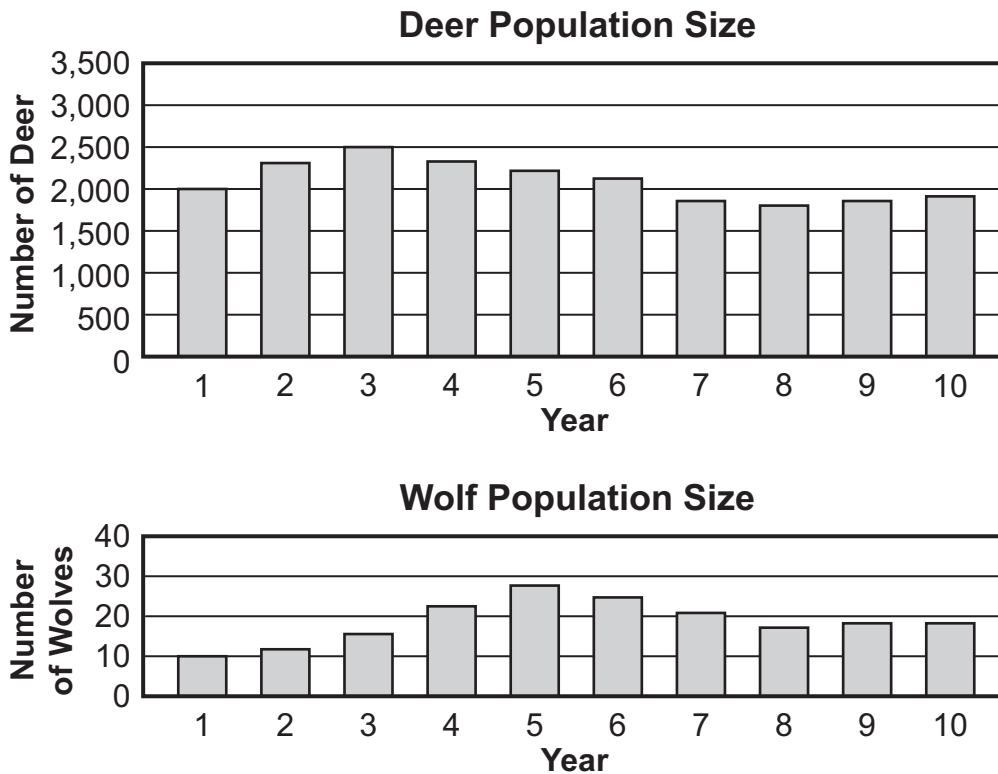 Deer Population Size
Number of Deer
3,500
3,000
2,500
2,000
1,500
1,000
500
0
1 2 3 4 5 6 7 8 9 10
Year
Wolf Population Size
Number
of Wolves
40
30
20
10
0
1 2 3 4 5 6 7 8 9 10
Year